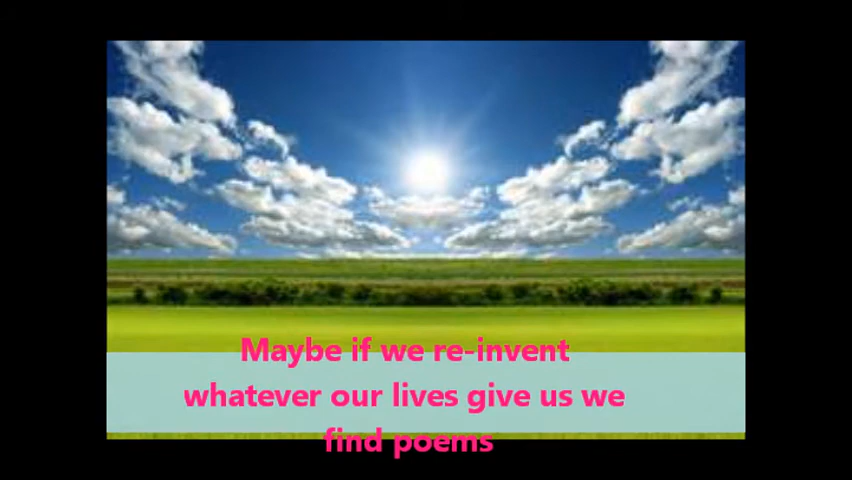 Maybe if we re-invent
whatever our lives give us we
find poems